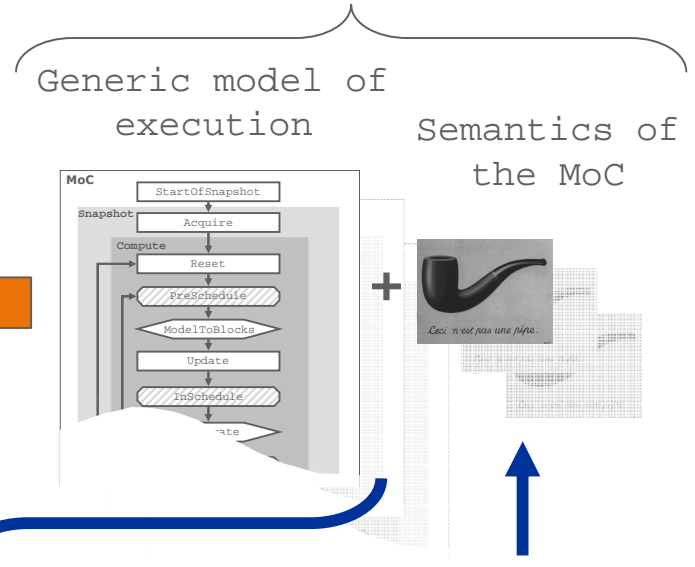 Generic model of
execution
Semantics of
the MoC
MoC
StartOfSnapshot
Snapshot
Acquire
Compute
Reset
PreSchedule
ModelToBlocks
Update
InSchedule
+
Ceci n'est pas une pipe.